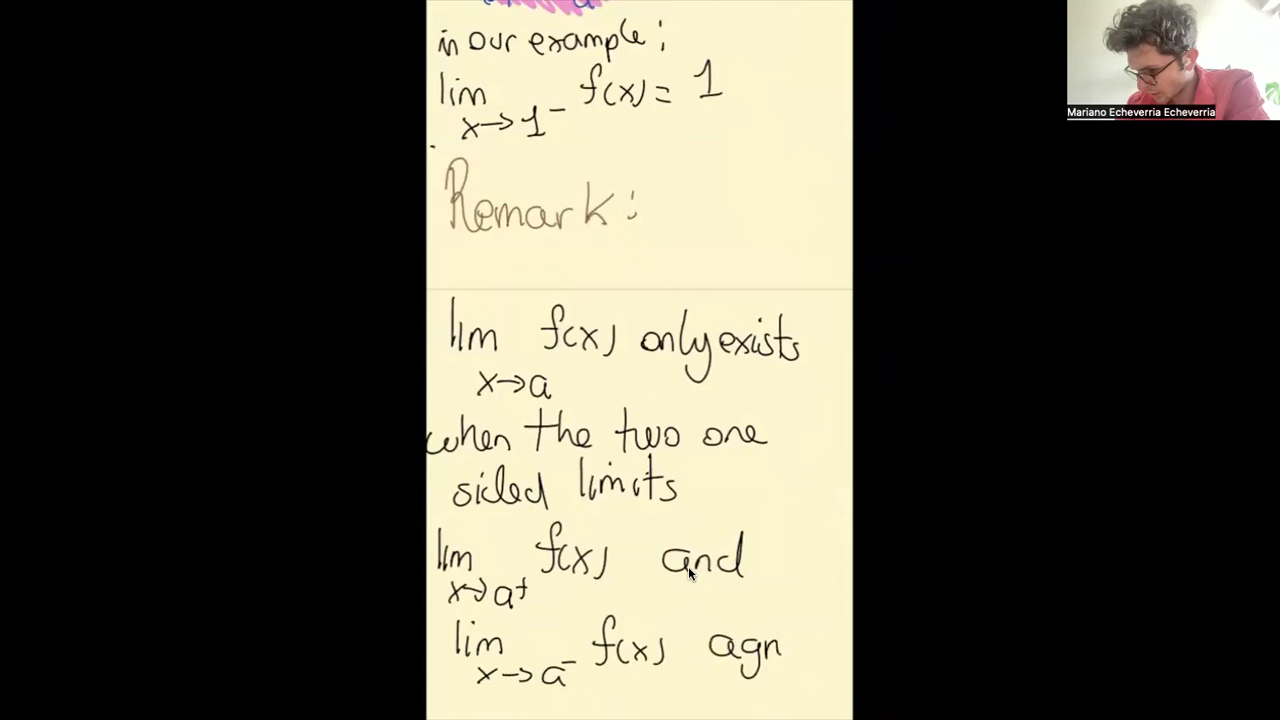 in our example;
lim f(x) = 1
x→1⁻
Remark:
lim f(x) only exists
x→a
when the two one
sided limits
lim f(x) and
x→a⁺
lim f(x) agr
x→a⁻
Mariano Echeverria Echeverria